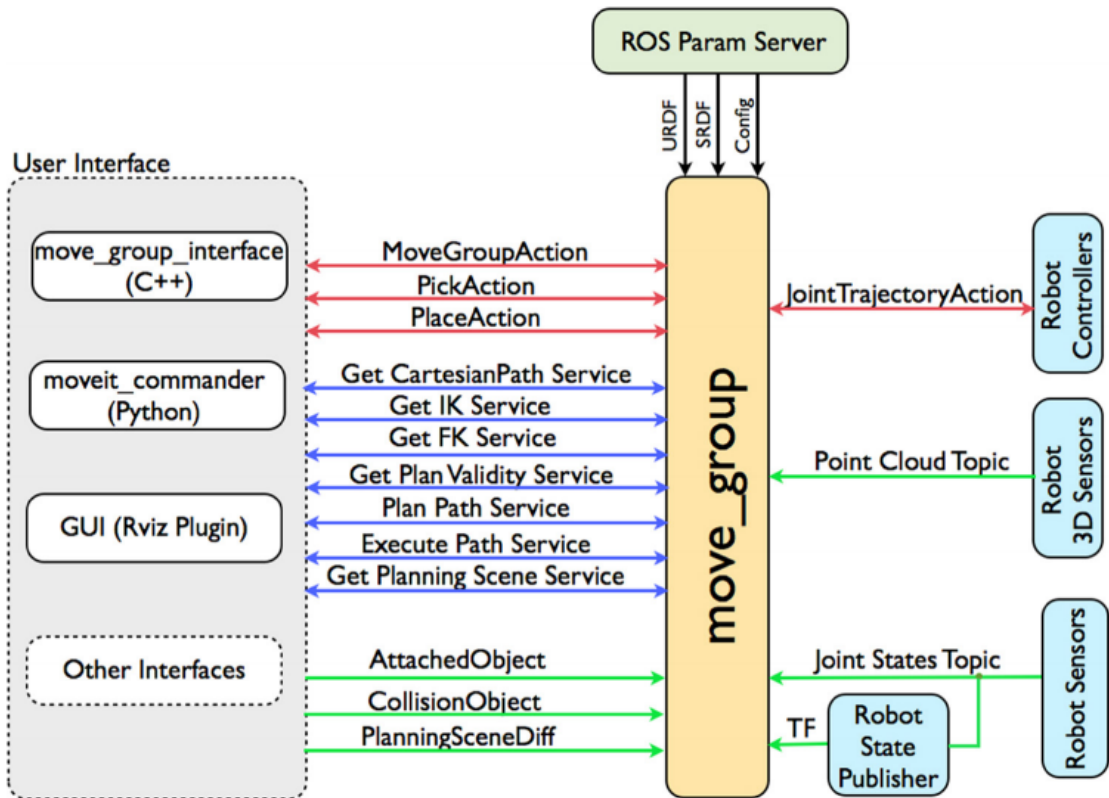 ROS Param Server
URDF
SRDF
Config
User Interface
move_group_interface
(C++)
moveit_commander
(Python)
GUI (Rviz Plugin)
Other Interfaces
MoveGroupAction
PickAction
PlaceAction
Get CartesianPath Service
Get IK Service
Get FK Service
Get Plan Validity Service
Plan Path Service
Execute Path Service
Get Planning Scene Service
AttachedObject
CollisionObject
PlanningSceneDiff
move_group
JointTrajectoryAction
Robot
Controllers
Point Cloud Topic
Robot
3D Sensors
Joint States Topic
Robot Sensors
TF
Robot
State
Publisher